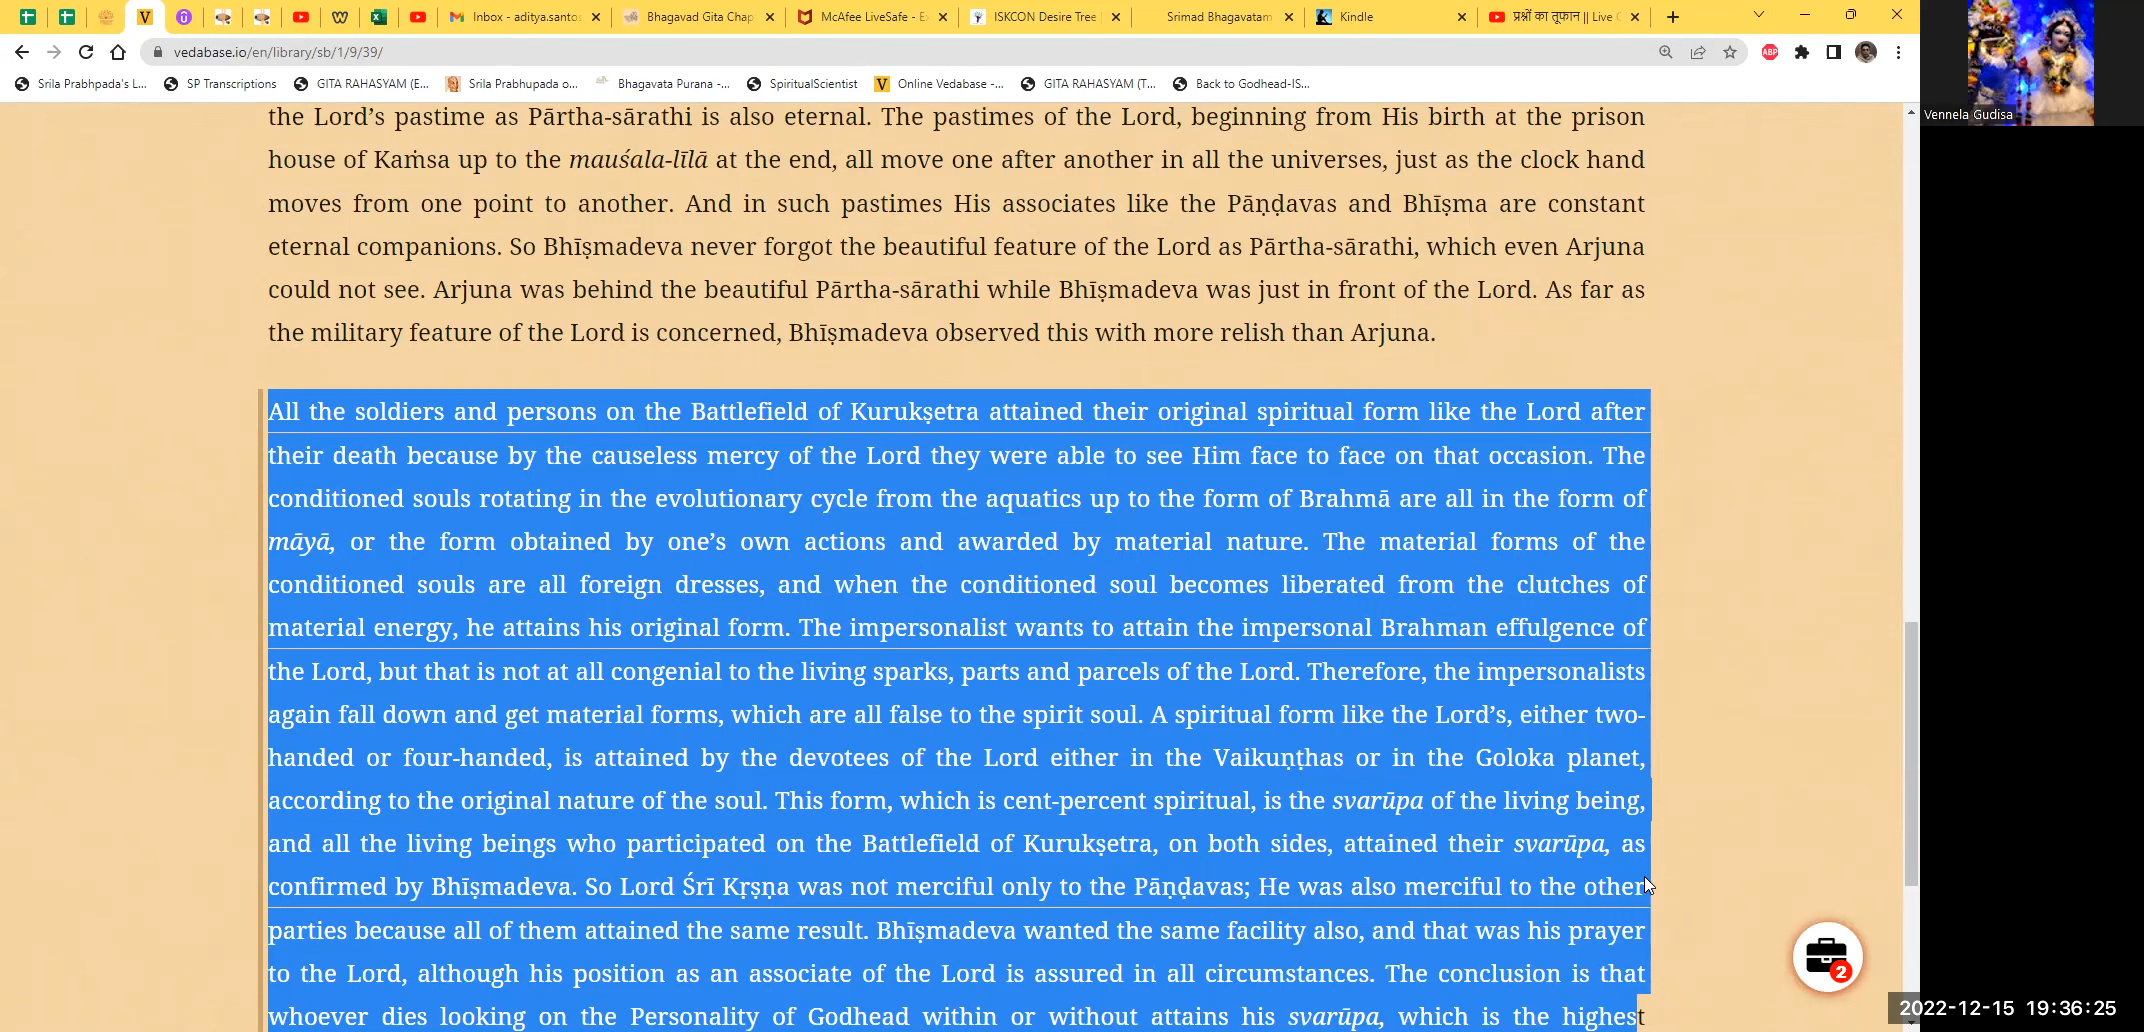 Inbox - aditya.santos
Bhagavad Gita Chap
McAfee LiveSafe - E
ISKCON Desire Tree
Srimad Bhagavatam
Kindle
प्रश्नों का तूफान || Live
vedabase.io/en/library/sb/1/9/39/
ABP
Srila Prabhpada's L...
SP Transcriptions
GITA RAHASYAM (E...
Srila Prabhupada o...
Bhagavata Purana -...
SpiritualScientist
Online Vedabase -...
GITA RAHASYAM (T...
Back to Godhead-IS...
Vennela Gudisa
the Lord’s pastime as Pārtha-sārathi is also eternal. The pastimes of the Lord, beginning from His birth at the prison
house of Kaṁsa up to the mauśala-līlā at the end, all move one after another in all the universes, just as the clock hand
moves from one point to another. And in such pastimes His associates like the Pāṇḍavas and Bhīṣma are constant
eternal companions. So Bhīṣmadeva never forgot the beautiful feature of the Lord as Pārtha-sārathi, which even Arjuna
could not see. Arjuna was behind the beautiful Pārtha-sārathi while Bhīṣmadeva was just in front of the Lord. As far as
the military feature of the Lord is concerned, Bhīṣmadeva observed this with more relish than Arjuna.
All the soldiers and persons on the Battlefield of Kurukṣetra attained their original spiritual form like the Lord after
their death because by the causeless mercy of the Lord they were able to see Him face to face on that occasion. The
conditioned souls rotating in the evolutionary cycle from the aquatics up to the form of Brahmā are all in the form of
māyā, or the form obtained by one’s own actions and awarded by material nature. The material forms of the
conditioned souls are all foreign dresses, and when the conditioned soul becomes liberated from the clutches of
material energy, he attains his original form. The impersonalist wants to attain the impersonal Brahman effulgence of
the Lord, but that is not at all congenial to the living sparks, parts and parcels of the Lord. Therefore, the impersonalists
again fall down and get material forms, which are all false to the spirit soul. A spiritual form like the Lord’s, either two-
handed or four-handed, is attained by the devotees of the Lord either in the Vaikuṇṭhas or in the Goloka planet,
according to the original nature of the soul. This form, which is cent-percent spiritual, is the svarūpa of the living being,
and all the living beings who participated on the Battlefield of Kurukṣetra, on both sides, attained their svarūpa, as
confirmed by Bhīṣmadeva. So Lord Śrī Kṛṣṇa was not merciful only to the Pāṇḍavas; He was also merciful to the other
parties because all of them attained the same result. Bhīṣmadeva wanted the same facility also, and that was his prayer
to the Lord, although his position as an associate of the Lord is assured in all circumstances. The conclusion is that
whoever dies looking on the Personality of Godhead within or without attains his svarūpa, which is the highest
2
2022-12-15 19:36:25